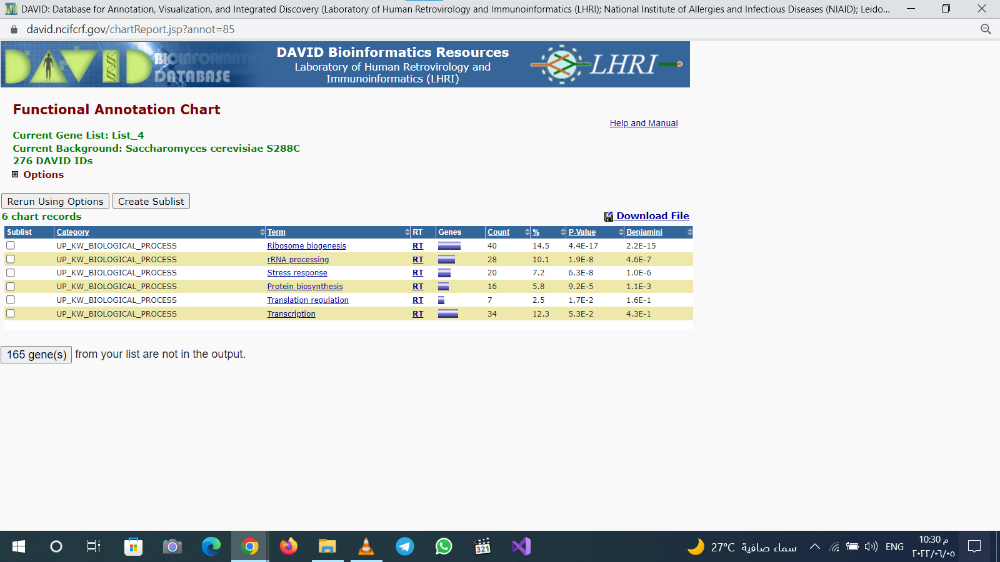 DAVID: Database for Annotation, Visualization, and Integrated Discovery (Laboratory of Human Retrovirology and Immunoinformatics (LHRI); National Institute of Allergies and Infectious Diseases (NIAID); Leido...
david.ncifcrf.gov/chartReport.jsp?annot=85
DAVID BIOINFORMATICS DATABASE
DAVID Bioinformatics Resources
Laboratory of Human Retrovirology and
Immunoinformatics (LHRI)
LHRI
Functional Annotation Chart
Help and Manual
Current Gene List: List_4
Current Background: Saccharomyces cerevisiae S288C
276 DAVID IDs
Options
Rerun Using Options Create Sublist
6 chart records Download File
Sublist Category Term RT Genes Count % P-Value Benjamini
UP_KW_BIOLOGICAL_PROCESS Ribosome biogenesis RT 40 14.5 4.4E-17 2.2E-15
UP_KW_BIOLOGICAL_PROCESS rRNA processing RT 28 10.1 1.9E-8 4.6E-7
UP_KW_BIOLOGICAL_PROCESS Stress response RT 20 7.2 6.3E-8 1.0E-6
UP_KW_BIOLOGICAL_PROCESS Protein biosynthesis RT 16 5.8 9.2E-5 1.1E-3
UP_KW_BIOLOGICAL_PROCESS Translation regulation RT 7 2.5 1.7E-2 1.6E-1
UP_KW_BIOLOGICAL_PROCESS Transcription RT 34 12.3 5.3E-2 4.3E-1
165 gene(s) from your list are not in the output.
321
27°C سماء صافية ENG
10:30 م
٢٠٢٢/٠٦/٠٥